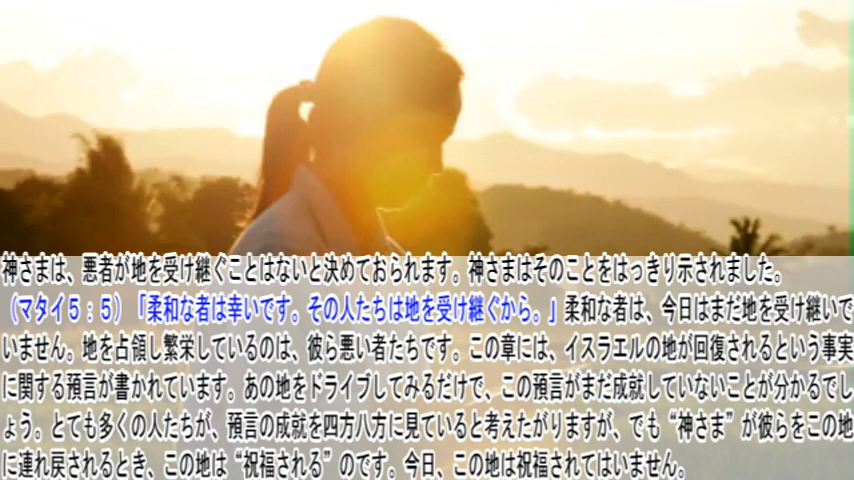 神さまは、悪者が地を受け継ぐことはないと決めておられます。神さまはそのことをはっきり示されました。
（マタイ５：５）「柔和な者は幸いです。その人たちは地を受け継ぐから。」柔和な者は、今日はまだ地を受け継いで
いません。地を占領し繁栄しているのは、彼ら悪い者たちです。この章には、イスラエルの地が回復されるという事実
に関する預言が書かれています。あの地をドライブしてみるだけで、この預言がまだ成就していないことが分かるでし
ょう。とても多くの人たちが、預言の成就を四方八方に見ていると考えたがりますが、でも“神さま”が彼らをこの地
に連れ戻されるとき、この地は“祝福される”のです。今日、この地は祝福されてはいません。